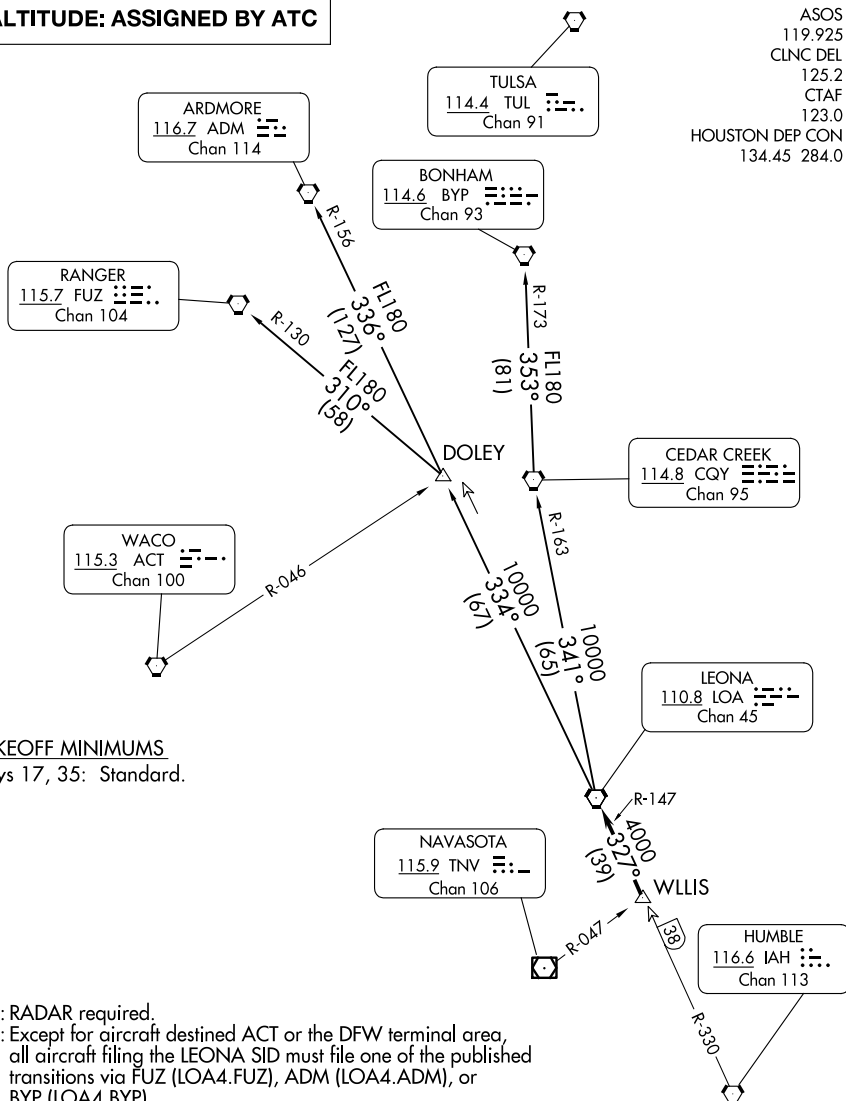 ALTITUDE: ASSIGNED BY ATC
ASOS
119.925
CLNC DEL
125.2
CTAF
123.0
HOUSTON DEP CON
134.45 284.0
TULSA
114.4 TUL
Chan 91
ARDMORE
116.7 ADM
Chan 114
BONHAM
114.6 BYP
Chan 93
RANGER
115.7 FUZ
Chan 104
R-156
R-173
R-130
FL180
336°
(127)
FL180
310°
(58)
FL180
353°
(81)
DOLEY
CEDAR CREEK
114.8 CQY
Chan 95
R-163
WACO
115.3 ACT
Chan 100
R-046
10000
334°
(67)
10000
341°
(65)
LEONA
110.8 LOA
Chan 45
KEOFF MINIMUMS
ys 17, 35: Standard.
R-147
4000
327°
(39)
NAVASOTA
115.9 TNV
Chan 106
WLLIS
R-047
38
HUMBLE
116.6 IAH
Chan 113
R-330
: RADAR required.
: Except for aircraft destined ACT or the DFW terminal area,
all aircraft filing the LEONA SID must file one of the published
transitions via FUZ (LOA4.FUZ), ADM (LOA4.ADM), or
BYP (LOA4.BYP)